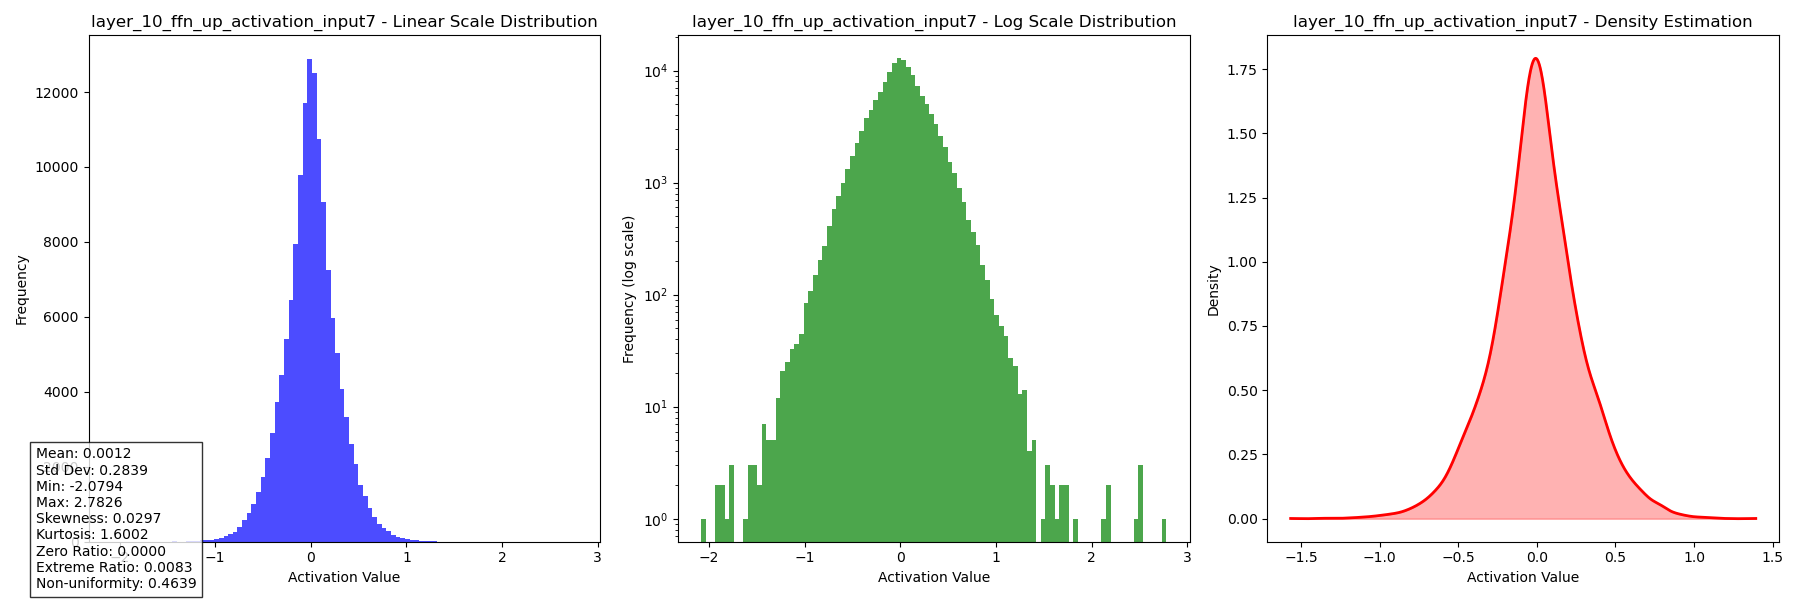 layer_10_ffn_up_activation_input7 - Linear Scale Distribution
12000
10000
8000
6000
4000
0
Frequency
−1
0
1
2
3
Activation Value
Mean: 0.0012
Std Dev: 0.2839
Min: -2.0794
Max: 2.7826
Skewness: 0.0297
Kurtosis: 1.6002
Zero Ratio: 0.0000
Extreme Ratio: 0.0083
Non-uniformity: 0.4639
layer_10_ffn_up_activation_input7 - Log Scale Distribution
10⁴
10³
10²
10¹
10⁰
Frequency (log scale)
−2
−1
0
1
2
3
Activation Value
layer_10_ffn_up_activation_input7 - Density Estimation
1.75
1.50
1.25
1.00
0.75
0.50
0.25
0.00
Density
−1.5
−1.0
−0.5
0.0
0.5
1.0
1.5
Activation Value